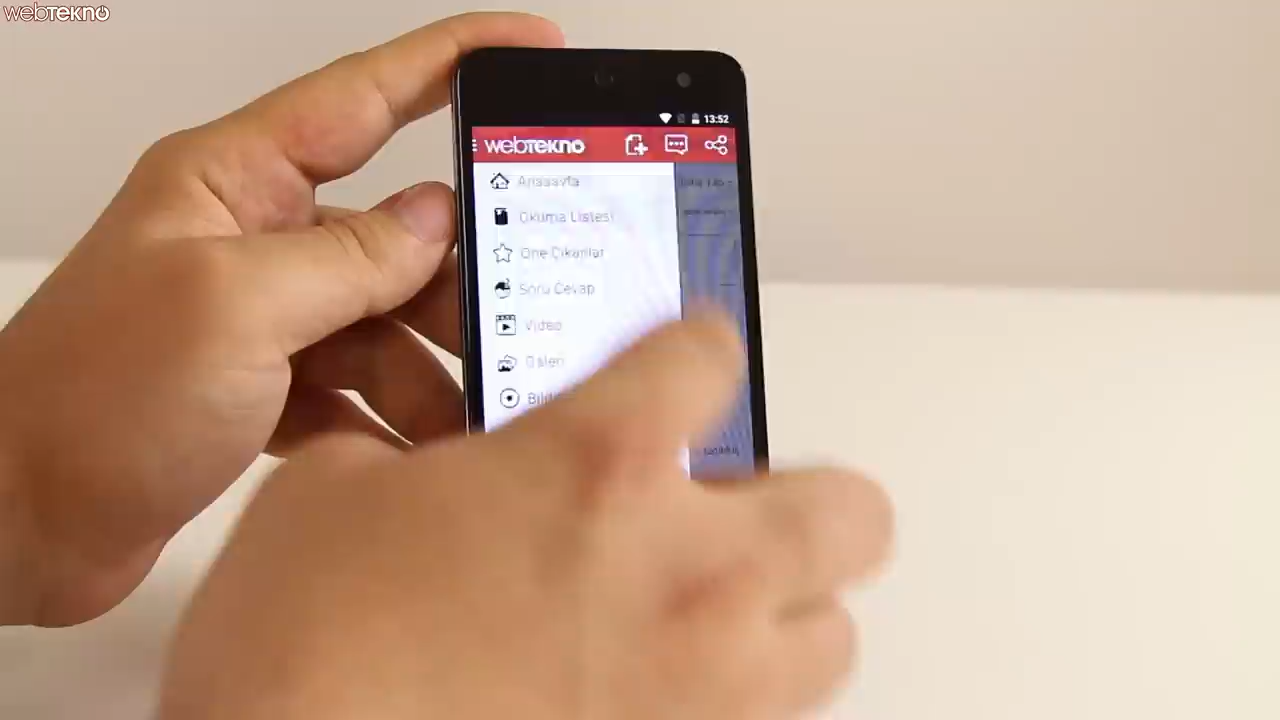 webTEKNO
13:52
webTEKNO
Anasayfa
Okuma Listesi
Öne Çıkanlar
Soru Cevap
Video
Galeri